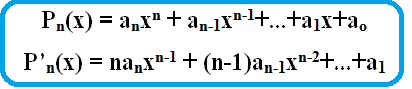 Pₙ(x) = aₙxⁿ + aₙ₋₁xⁿ⁻¹+...+a₁x+aₒ
P’ₙ(x) = naₙxⁿ⁻¹ + (n-1)aₙ₋₁xⁿ⁻²+...+a₁